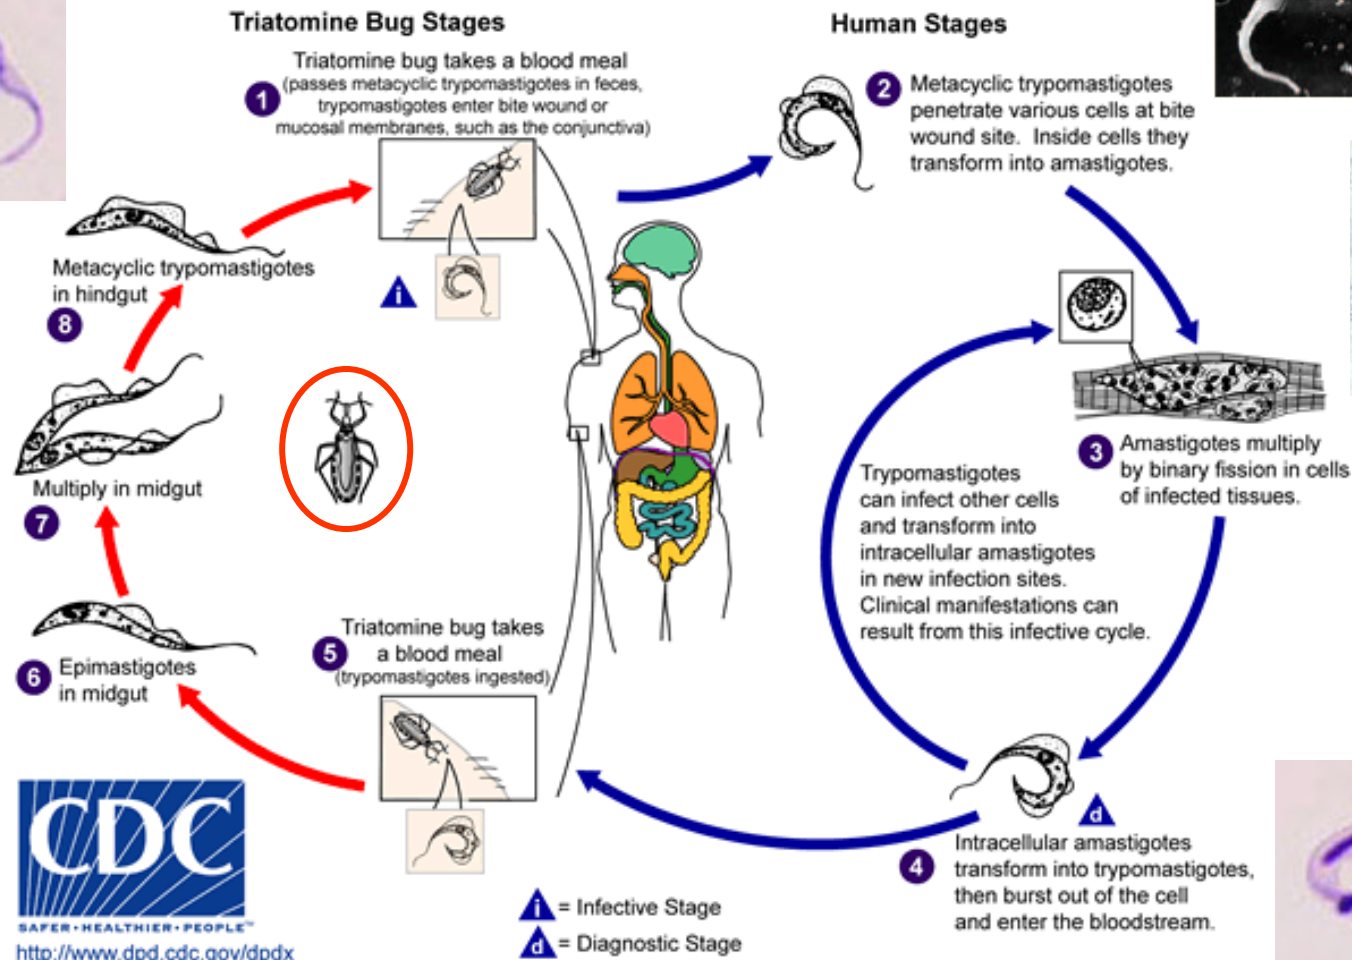 Triatomine Bug Stages
Human Stages
Triatomine bug takes a blood meal
(passes metacyclic trypomastigotes in feces,
trypomastigotes enter bite wound or
mucosal membranes, such as the conjunctiva)
1
2
Metacyclic trypomastigotes
penetrate various cells at bite
wound site. Inside cells they
transform into amastigotes.
i
Metacyclic trypomastigotes
in hindgut
8
3
Amastigotes multiply
by binary fission in cells
of infected tissues.
Trypomastigotes
can infect other cells
and transform into
intracellular amastigotes
in new infection sites.
Clinical manifestations can
result from this infective cycle.
Multiply in midgut
7
Triatomine bug takes
a blood meal
(trypomastigotes ingested)
5
6
Epimastigotes
in midgut
d
4
Intracellular amastigotes
transform into trypomastigotes,
then burst out of the cell
and enter the bloodstream.
CDC
SAFER•HEALTHIER•PEOPLE™
http://www.dpd.cdc.gov/dpdx
i = Infective Stage
d = Diagnostic Stage